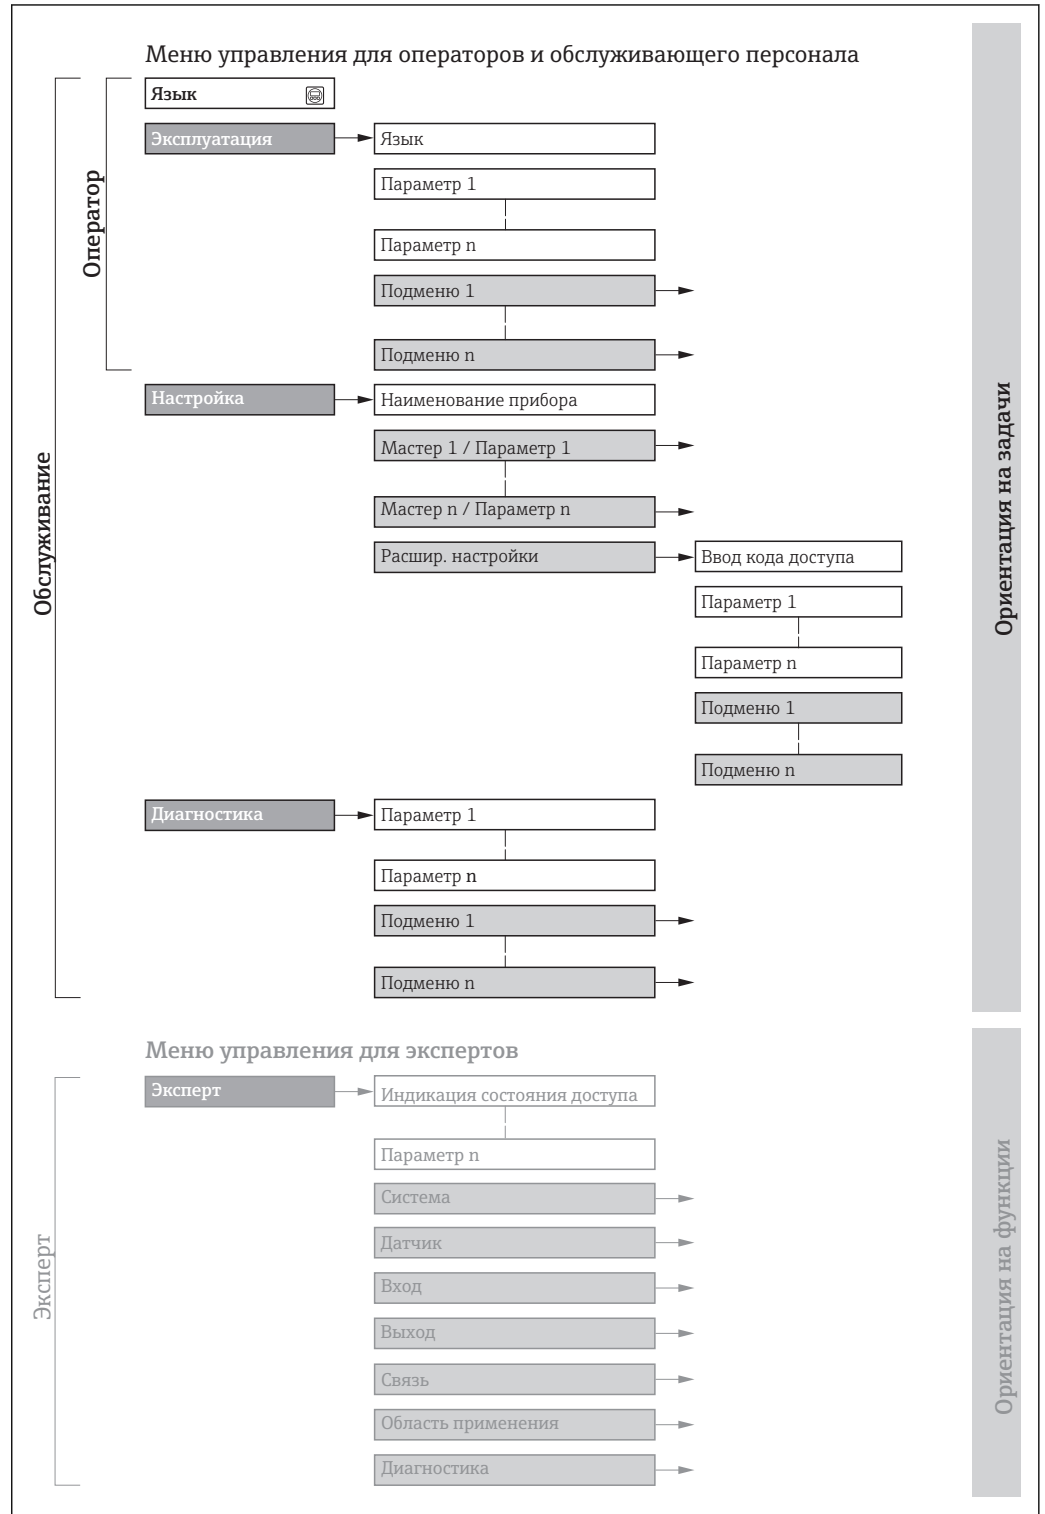 Меню управления для операторов и обслуживающего персонала
Язык
Эксплуатация
Язык
Параметр 1
Параметр n
Подменю 1
Подменю n
Оператор
Настройка
Наименование прибора
Мастер 1 / Параметр 1
Мастер n / Параметр n
Расшир. настройки
Ввод кода доступа
Параметр 1
Параметр n
Подменю 1
Подменю n
Диагностика
Параметр 1
Параметр n
Подменю 1
Подменю n
Обслуживание
Ориентация на задачи
Меню управления для экспертов
Эксперт
Индикация состояния доступа
Параметр n
Система
Датчик
Вход
Выход
Связь
Область применения
Диагностика
Эксперт
Ориентация на функции